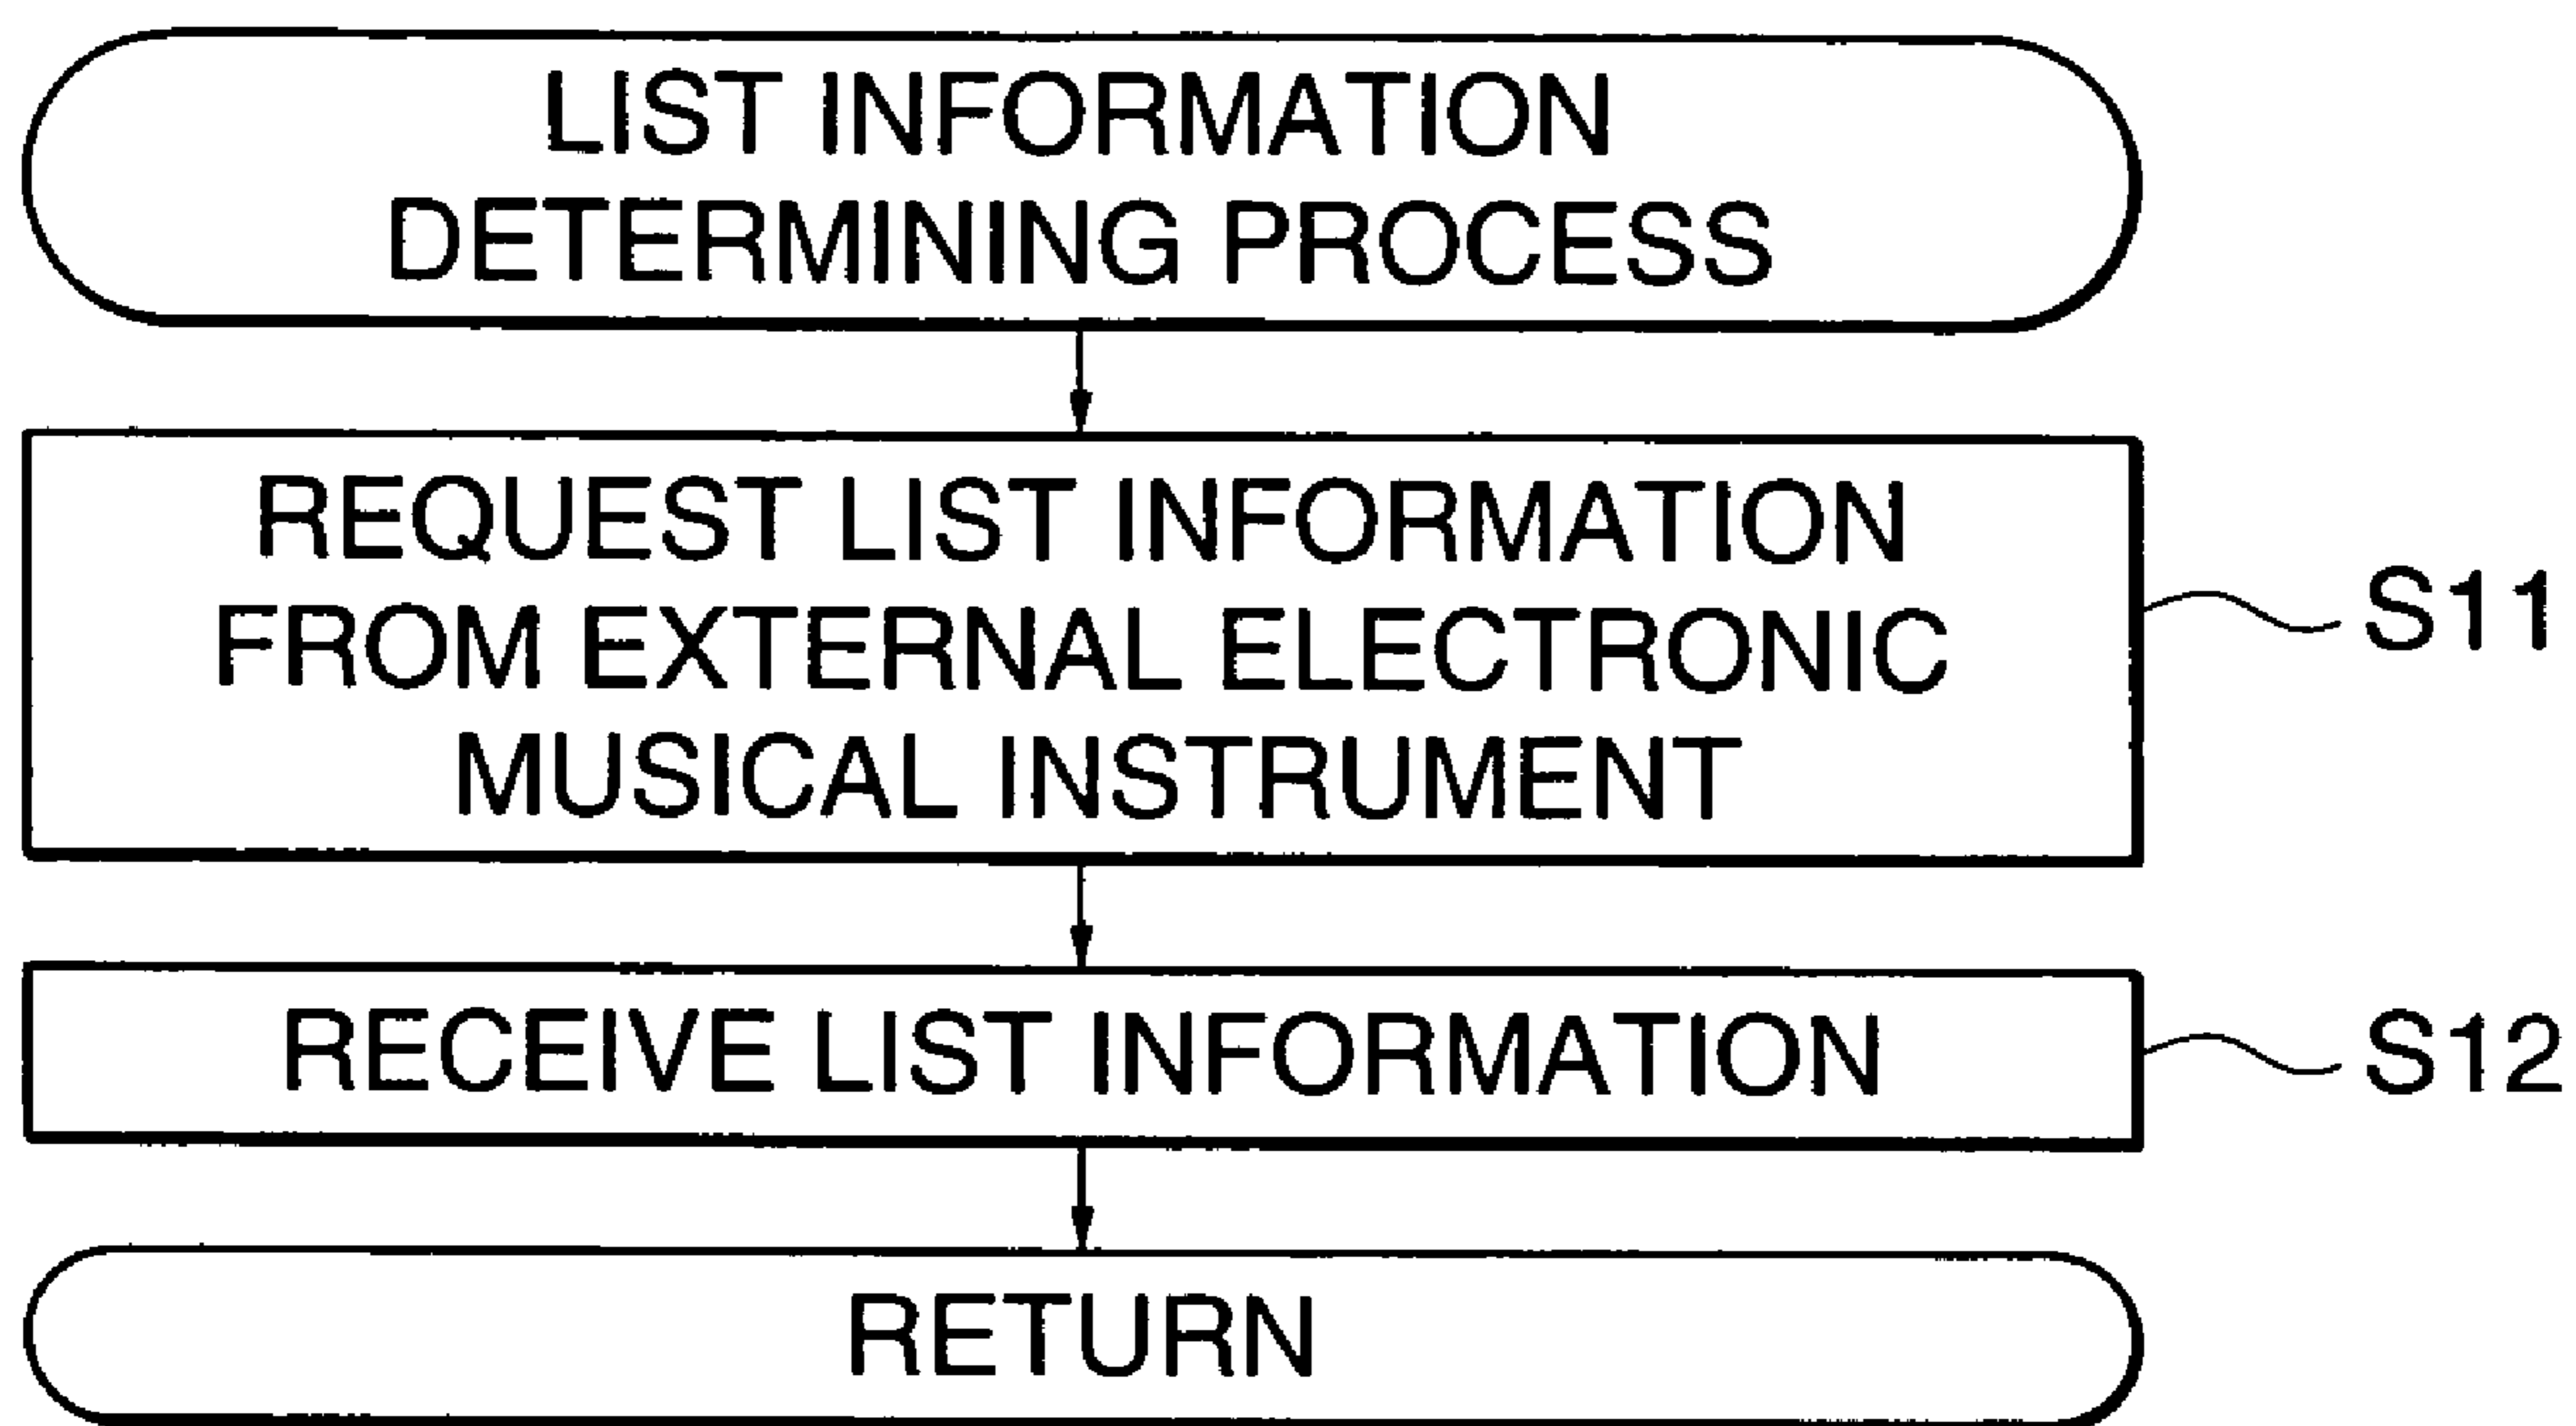 LIST INFORMATION
DETERMINING PROCESS
REQUEST LIST INFORMATION
FROM EXTERNAL ELECTRONIC
MUSICAL INSTRUMENT
S11
RECEIVE LIST INFORMATION
S12
RETURN